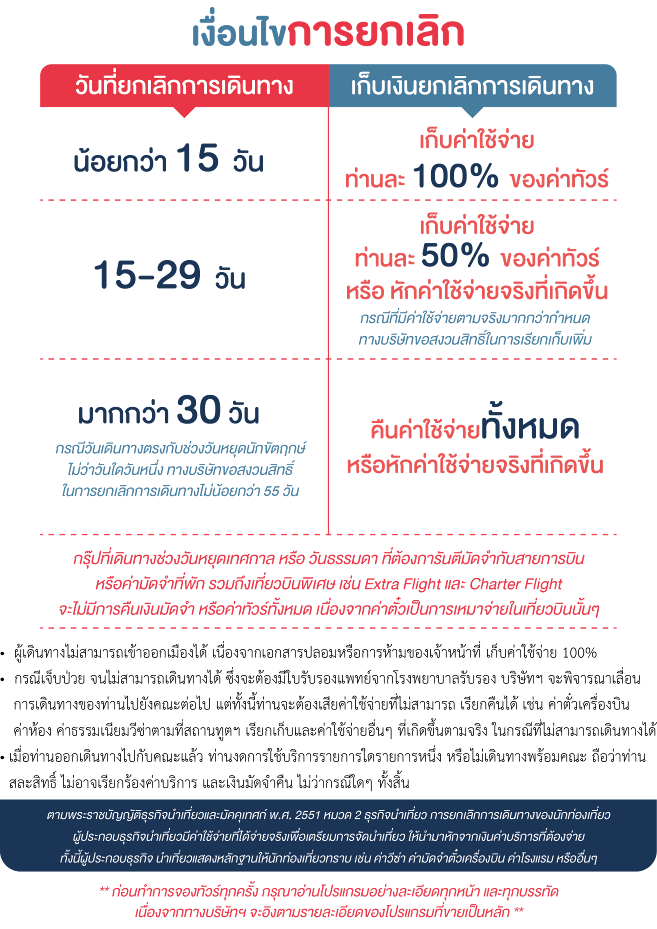 เงื่อนไขการยกเลิก
วันที่ยกเลิกการเดินทาง
เก็บเงินยกเลิกการเดินทาง
น้อยกว่า 15 วัน
เก็บค่าใช้จ่าย
ท่านละ 100% ของค่าทัวร์
15-29 วัน
เก็บค่าใช้จ่าย
ท่านละ 50% ของค่าทัวร์
หรือ หักค่าใช้จ่ายจริงที่เกิดขึ้น
กรณีที่มีค่าใช้จ่ายตามจริงมากกว่ากำหนด
ทางบริษัทขอสงวนสิทธิ์ในการเรียกเก็บเพิ่ม
มากกว่า 30 วัน
กรณีวันเดินทางตรงกับช่วงวันหยุดนักขัตฤกษ์
ไม่ว่าวันใดวันหนึ่ง ทางบริษัทขอสงวนสิทธิ์
ในการยกเลิกการเดินทางไม่น้อยกว่า 55 วัน
คืนค่าใช้จ่ายทั้งหมด
หรือหักค่าใช้จ่ายจริงที่เกิดขึ้น
กรุ๊ปที่เดินทางช่วงวันหยุดเทศกาล หรือ วันธรรมดา ที่ต้องการันตีมัดจำกับสายการบิน
หรือค่ามัดจำที่พัก รวมถึงเที่ยวบินพิเศษ เช่น Extra Flight และ Charter Flight
จะไม่มีการคืนเงินมัดจำ หรือค่าทัวร์ทั้งหมด เนื่องจากค่าตั๋วเป็นการเหมาจ่ายในเที่ยวบินนั้นๆ
• ผู้เดินทางไม่สามารถเข้าออกเมืองได้ เนื่องจากเอกสารปลอมหรือการห้ามของเจ้าหน้าที่ เก็บค่าใช้จ่าย 100%
• กรณีเจ็บป่วย จนไม่สามารถเดินทางได้ ซึ่งจะต้องมีใบรับรองแพทย์จากโรงพยาบาลรับรอง บริษัทฯ จะพิจารณาเลื่อน
การเดินทางของท่านไปยังคณะต่อไป แต่ทั้งนี้ท่านจะต้องเสียค่าใช้จ่ายที่ไม่สามารถ เรียกคืนได้ เช่น ค่าตั๋วเครื่องบิน
ค่าห้อง ค่าธรรมเนียมวีซ่าตามที่สถานทูตฯ เรียกเก็บและค่าใช้จ่ายอื่นๆ ที่เกิดขึ้นตามจริง ในกรณีที่ไม่สามารถเดินทางได้
• เมื่อท่านออกเดินทางไปกับคณะแล้ว ท่านงดการใช้บริการรายการใดรายการหนึ่ง หรือไม่เดินทางพร้อมคณะ ถือว่าท่าน
สละสิทธิ์ ไม่อาจเรียกร้องค่าบริการ และเงินมัดจำคืน ไม่ว่ากรณีใดๆ ทั้งสิ้น
ตามพระราชบัญญัติธุรกิจนำเที่ยวและมัคคุเทศก์ พ.ศ. 2551 หมวด 2 ธุรกิจนำเที่ยว การยกเลิกการเดินทางของนักท่องเที่ยว
ผู้ประกอบธุรกิจนำเที่ยวมีค่าใช้จ่ายที่ได้จ่ายจริงเพื่อเตรียมการจัดนำเที่ยว ให้นำมาหักจากเงินค่าบริการที่ต้องจ่าย
ทั้งนี้ผู้ประกอบธุรกิจ นำเที่ยวแสดงหลักฐานให้นักท่องเที่ยวทราบ เช่น ค่าวีซ่า ค่ามัดจำตั๋วเครื่องบิน ค่าโรงแรม หรืออื่นๆ
** ก่อนทำการจองทัวร์ทุกครั้ง กรุณาอ่านโปรแกรมอย่างละเอียดทุกหน้า และทุกบรรทัด
เนื่องจากทางบริษัทฯ จะอิงตามรายละเอียดของโปรแกรมที่ขายเป็นหลัก **